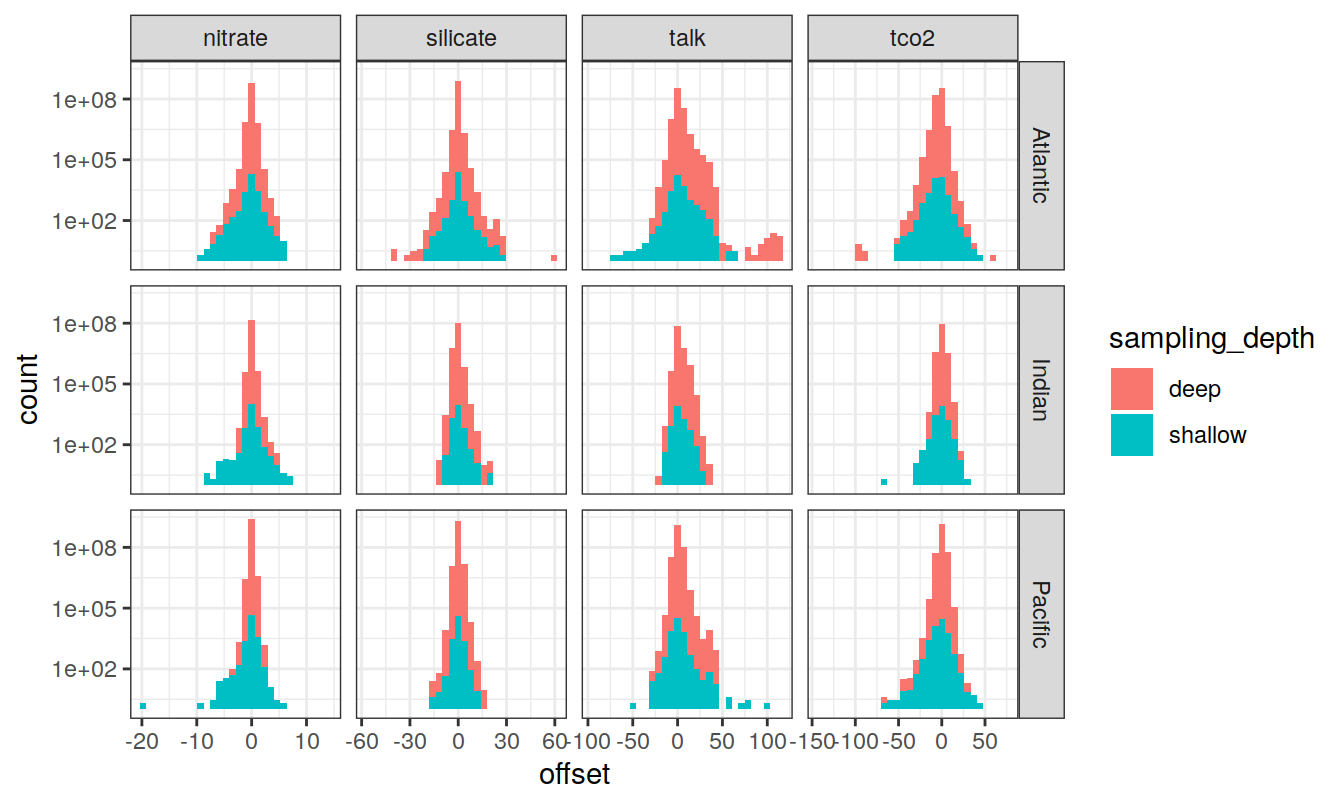 nitrate silicate talk tco2
1e+08
1e+05
1e+02
Atlantic
1e+08
1e+05
1e+02
Indian
1e+08
1e+05
1e+02
Pacific
count
-20 -10 0 10 -60 -30 0 30 60 -100 -50 0 50 100 -150 -100 -50 0 50
offset
sampling_depth
deep
shallow